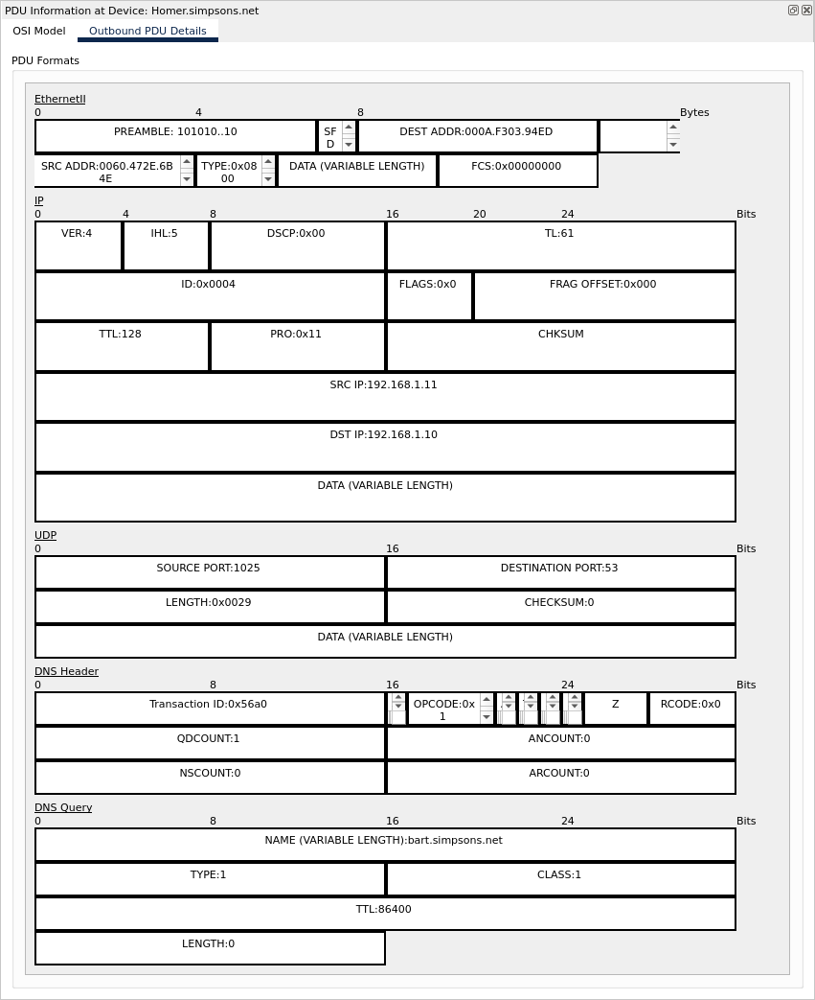 PDU Information at Device: Homer.simpsons.net
OSI Model Outbound PDU Details
PDU Formats
EthernetII
0 4 8 Bytes
PREAMBLE: 101010..10 SF DEST ADDR:000A.F303.94ED
D
SRC ADDR:0060.472E.6B TYPE:0x08 DATA (VARIABLE LENGTH) FCS:0x00000000
4E 00
IP
0 4 8 16 20 24 Bits
VER:4 IHL:5 DSCP:0x00 TL:61
ID:0x0004 FLAGS:0x0 FRAG OFFSET:0x000
TTL:128 PRO:0x11 CHKSUM
SRC IP:192.168.1.11
DST IP:192.168.1.10
DATA (VARIABLE LENGTH)
UDP
0 16 Bits
SOURCE PORT:1025 DESTINATION PORT:53
LENGTH:0x0029 CHECKSUM:0
DATA (VARIABLE LENGTH)
DNS Header
0 8 16 24 Bits
Transaction ID:0x56a0 OPCODE:0x Z RCODE:0x0
1
QDCOUNT:1 ANCOUNT:0
NSCOUNT:0 ARCOUNT:0
DNS Query
0 8 16 24 Bits
NAME (VARIABLE LENGTH):bart.simpsons.net
TYPE:1 CLASS:1
TTL:86400
LENGTH:0